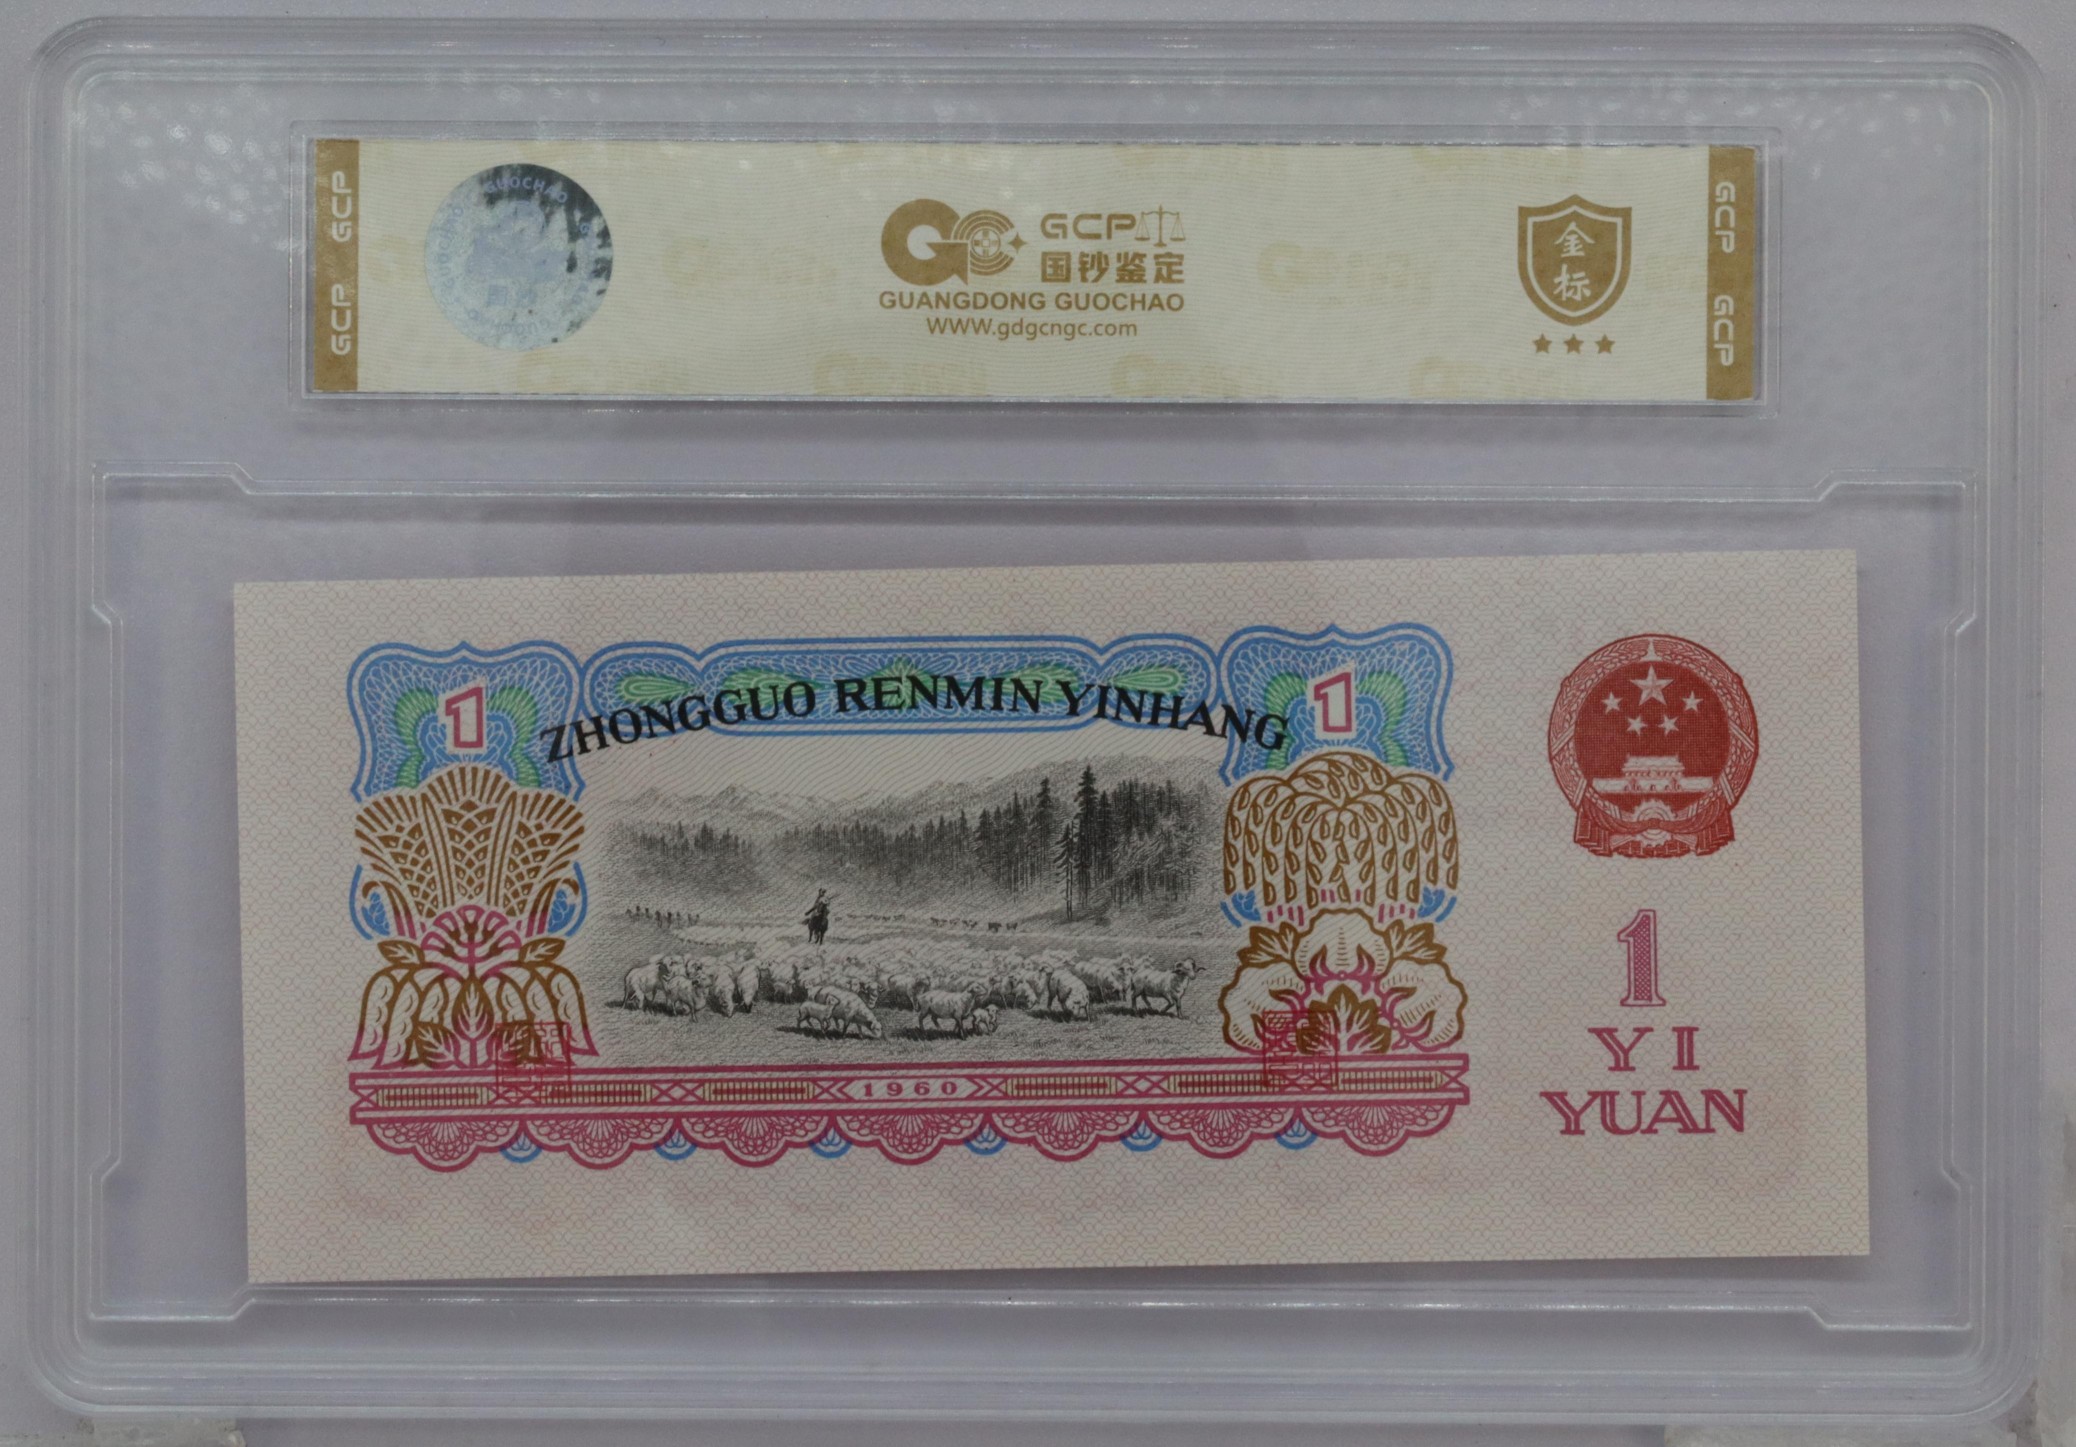 GCP GCP
GUOCHAO
GCP
国钞鉴定
GUANGDONG GUOCHAO
WWW.gdgcngc.com
金
标
GCP GCP
1
ZHONGGUO RENMIN YINHANG
1
1960
1
YI
YUAN